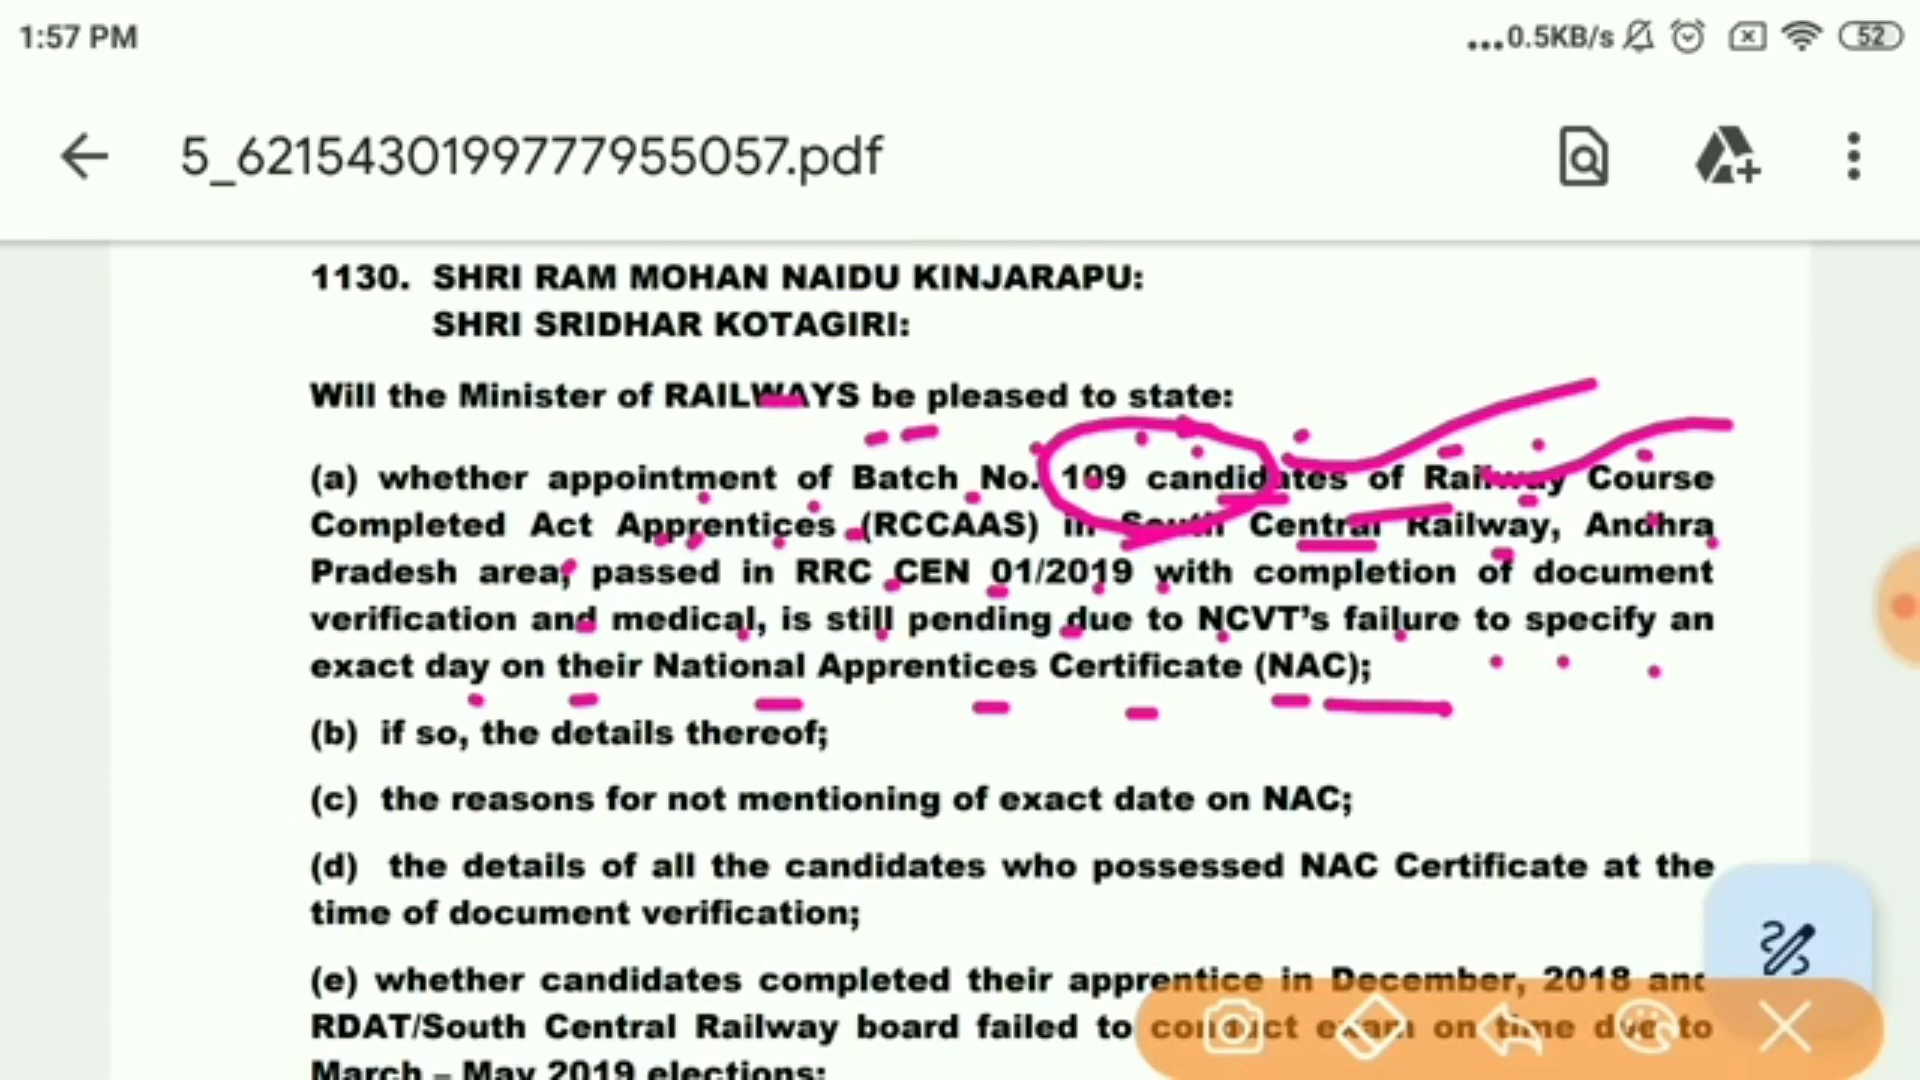 1:57 PM
...0.5KB/s 52
5_6215430199777955057.pdf
1130. SHRI RAM MOHAN NAIDU KINJARAPU:
SHRI SRIDHAR KOTAGIRI:
Will the Minister of RAILWAYS be pleased to state:
(a) whether appointment of Batch No. 109 candidates of Railway Course
Completed Act Apprentices (RCCAAS) in South Central Railway, Andhra
Pradesh area, passed in RRC CEN 01/2019 with completion of document
verification and medical, is still pending due to NCVT's failure to specify an
exact day on their National Apprentices Certificate (NAC);
(b) if so, the details thereof;
(c) the reasons for not mentioning of exact date on NAC;
(d) the details of all the candidates who possessed NAC Certificate at the
time of document verification;
(e) whether candidates completed their apprentice in December, 2018 and
RDAT/South Central Railway board failed to conduct exam on time due to
March – May 2019 elections;